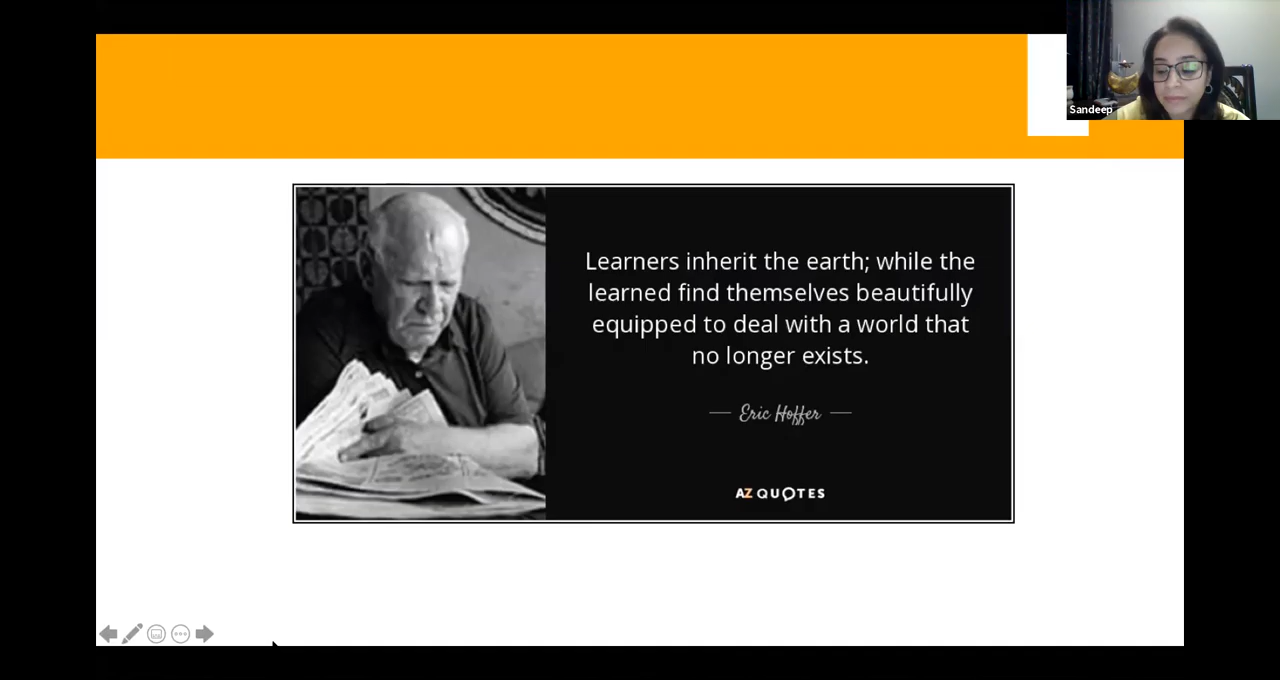 Sandeep
Learners inherit the earth; while the
learned find themselves beautifully
equipped to deal with a world that
no longer exists.
Eric Hoffer
AZ QUOTES